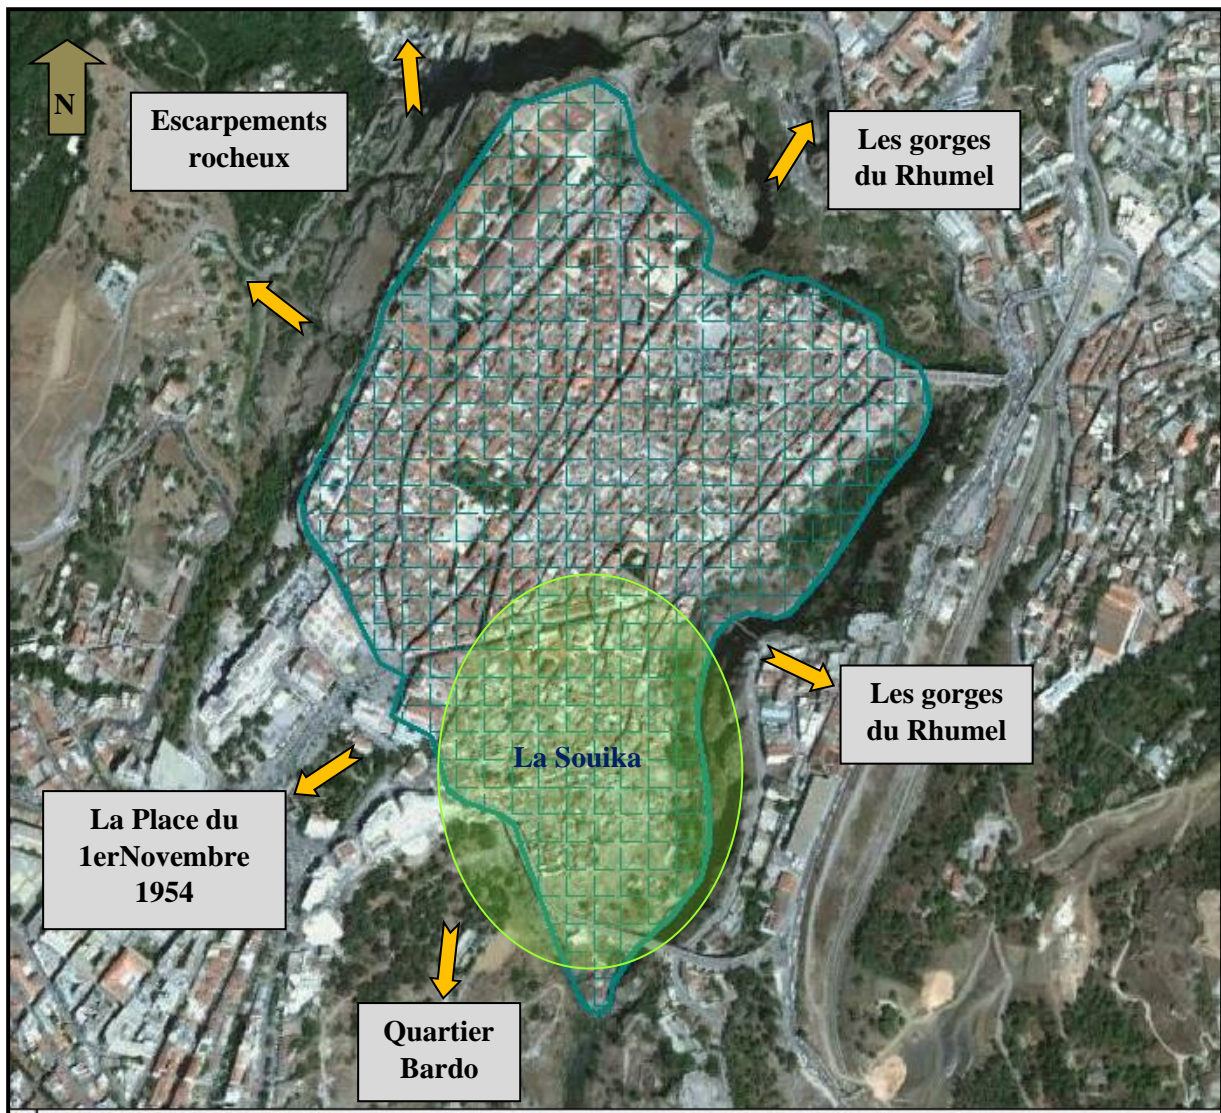 N
Escarpements
rocheux
Les gorges
du Rhumel
Les gorges
du Rhumel
La Souika
La Place du
1erNovembre
1954
Quartier
Bardo